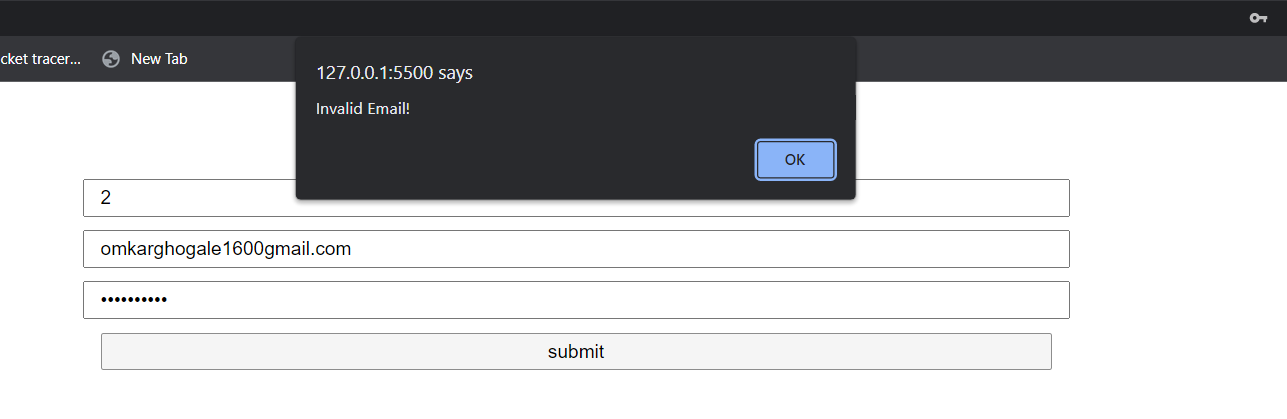 cket tracer...
New Tab
127.0.0.1:5500 says
Invalid Email!
OK
2
omkarghogale1600gmail.com
••••••••••
submit